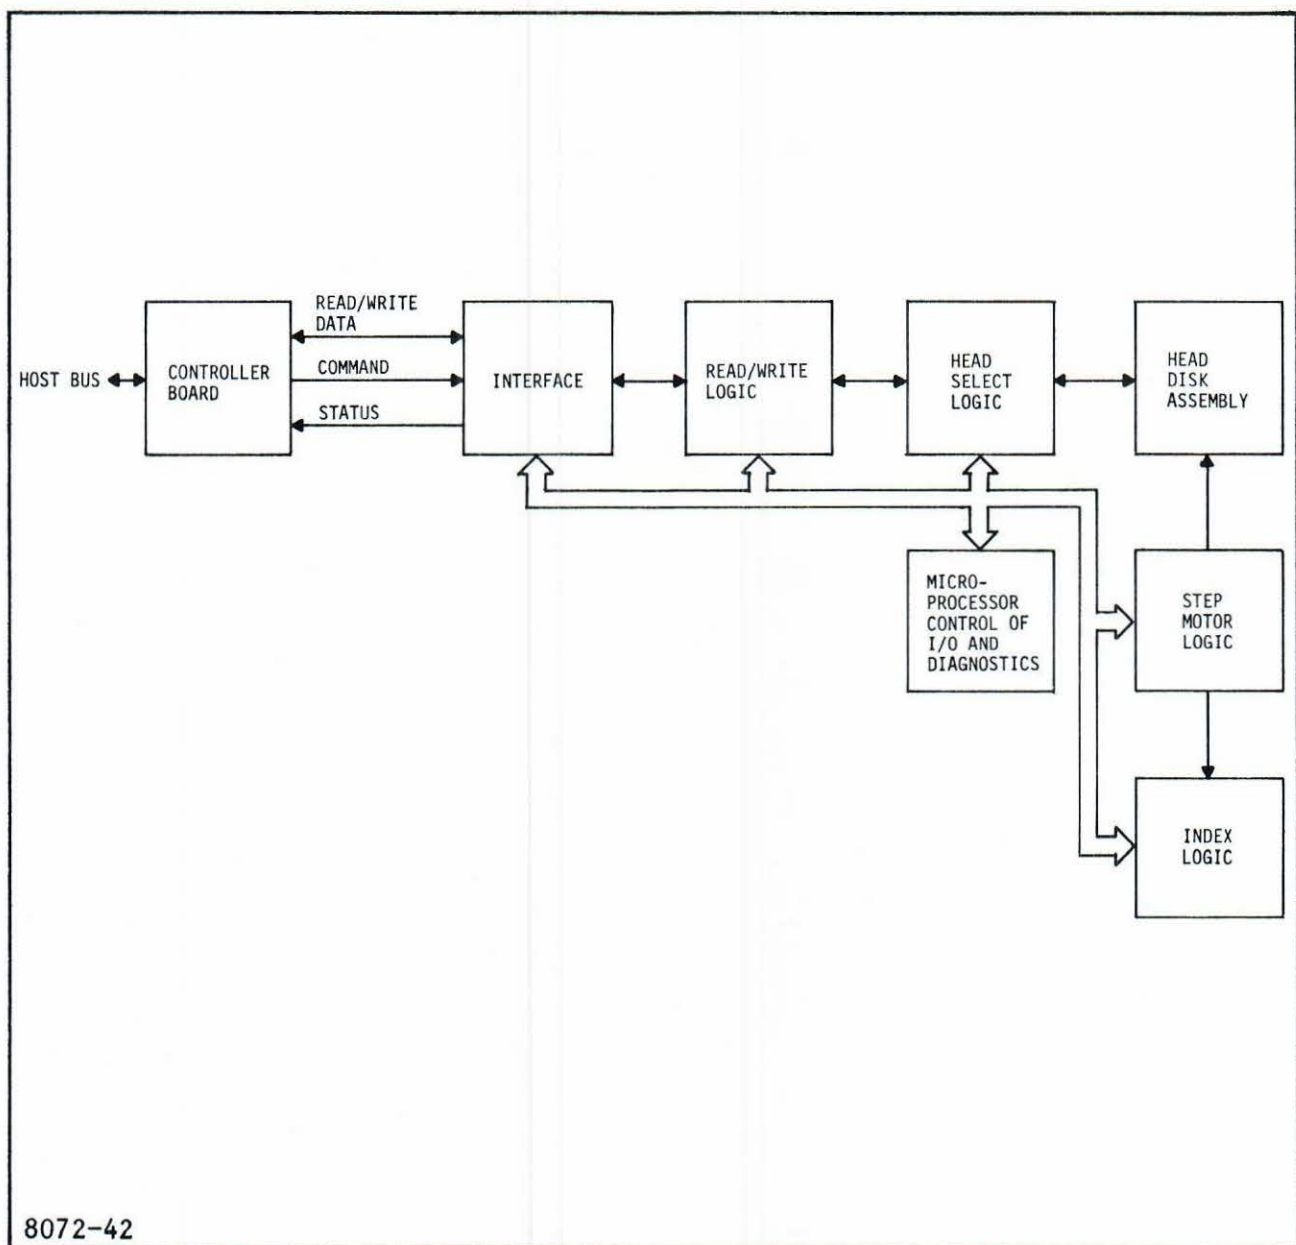 HOST BUS
CONTROLLER
BOARD
READ/WRITE
DATA
COMMAND
STATUS
INTERFACE
READ/WRITE
LOGIC
HEAD
SELECT
LOGIC
HEAD
DISK
ASSEMBLY
MICRO-
PROCESSOR
CONTROL OF
I/O AND
DIAGNOSTICS
STEP
MOTOR
LOGIC
INDEX
LOGIC
8072-42